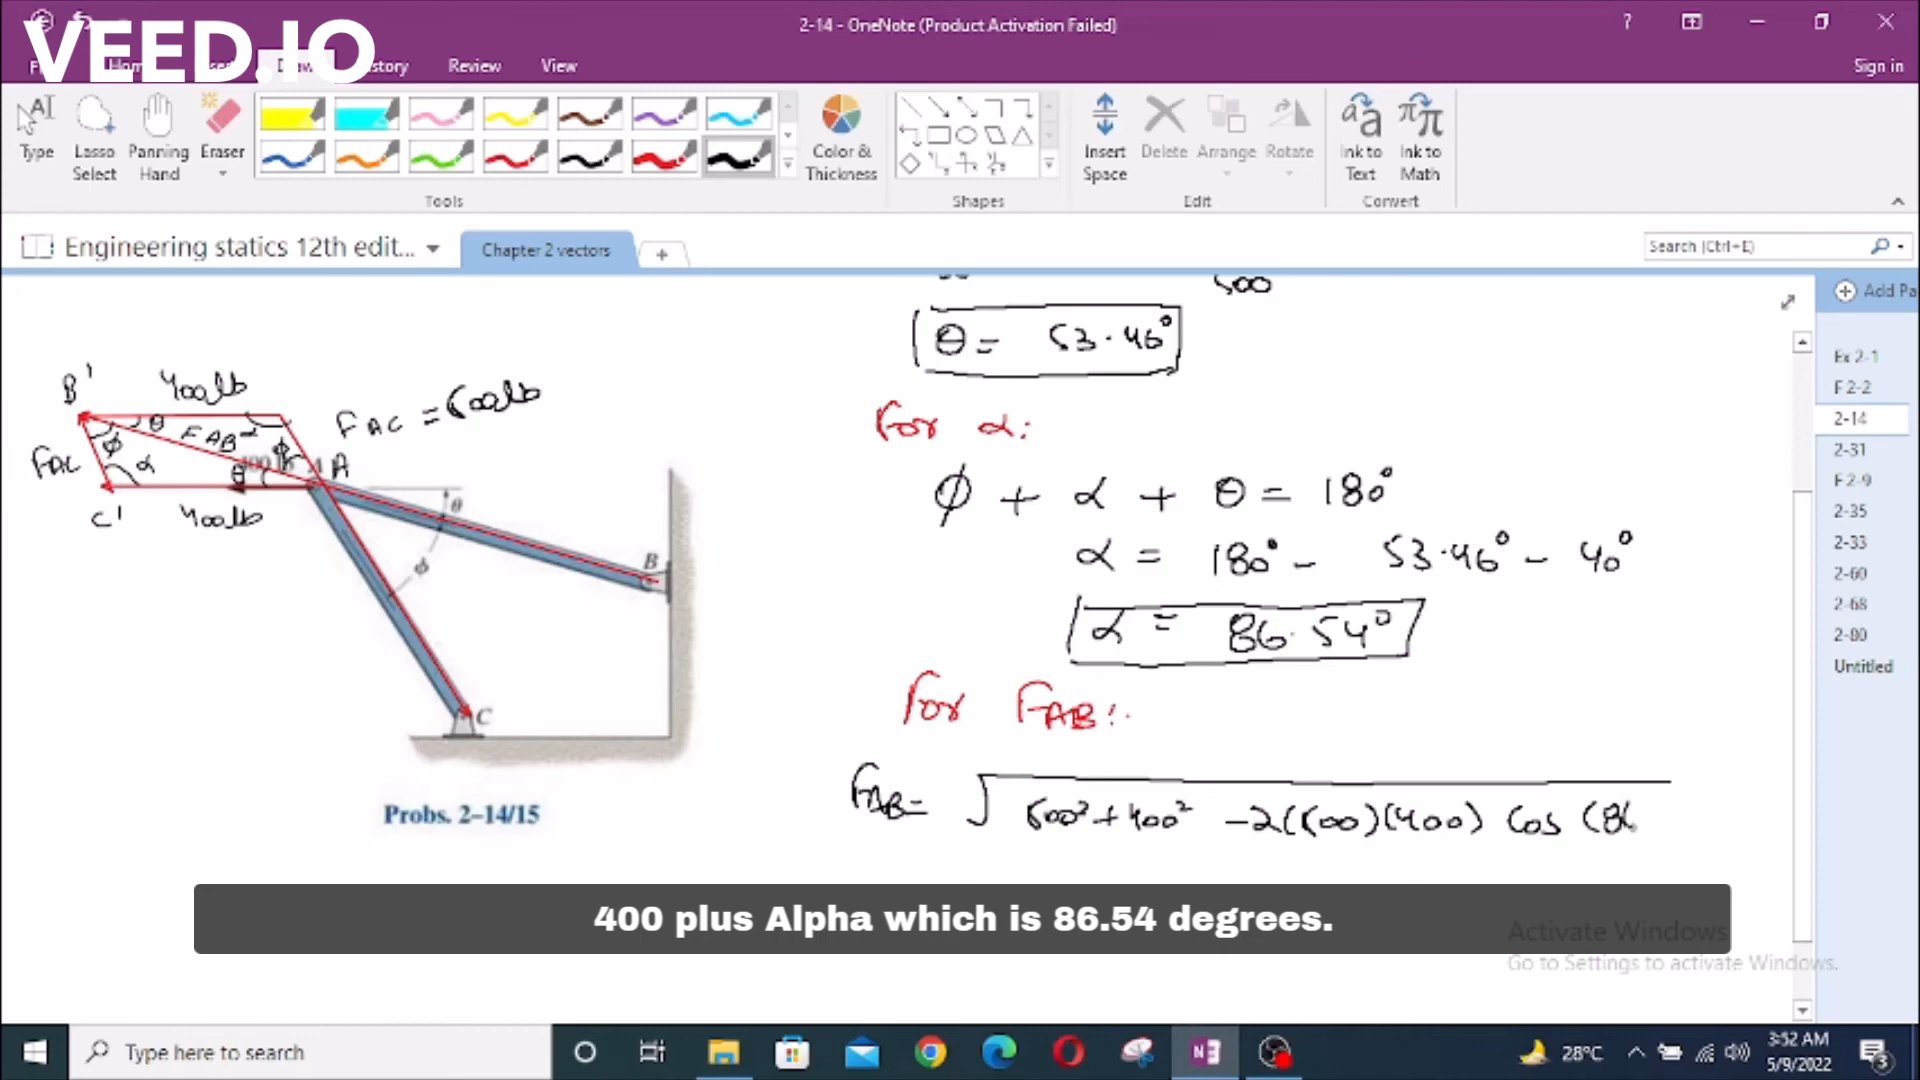 VEED.IO
2-14 - OneNote (Product Activation Failed)
Review
View
Sign in
Type
Lasso Select
Panning Hand
Eraser
Color & Thickness
Insert Space
Delete
Arrange
Rotate
Ink to Text
Ink to Math
Tools
Shapes
Edit
Convert
Engineering statics 12th edit...
Chapter 2 vectors
Search (Ctrl+E)
Add Pa
Ex 2-1
F 2-2
2-14
2-31
F 2-9
2-35
2-33
2-60
2-68
2-80
Untitled
B'
400lb
FAC = 500lb
θ
FAB
α
φ
FAC
φ
α
θ
A
C'
400lb
θ
φ
B
C
Probs. 2–14/15
500
θ = 53.46°
For α:
φ + α + θ = 180°
α = 180° - 53.46° - 40°
α = 86.54°
For FAB:
FAB = √ 500² + 400² - 2(500)(400) Cos (86
400 plus Alpha which is 86.54 degrees.
Activate Windows
Go to Settings to activate Windows.
Type here to search
28°C
3:52 AM
5/9/2022
3